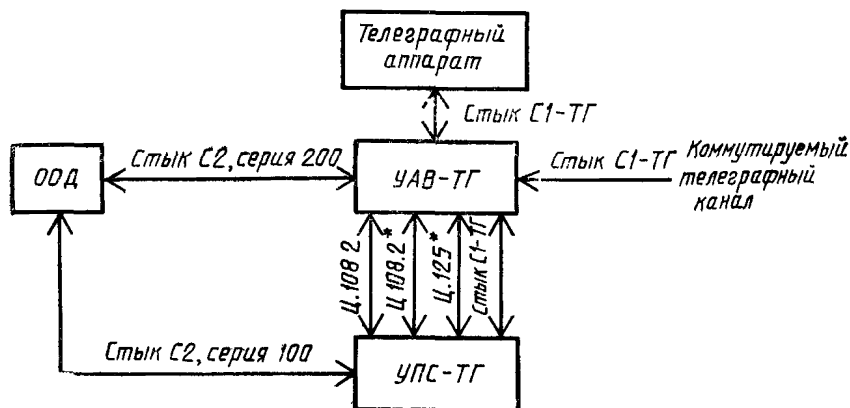 Телеграфный
аппарат
Стык С1-ТГ
ООД
Стык С2, серия 200
УАВ-ТГ
Стык С1-ТГ
Коммутируемый
телеграфный
канал
Ц.108 2
Ц 108.2*
Ц.125*
Стык С1-ТГ
Стык С2, серия 100
УПС-ТГ